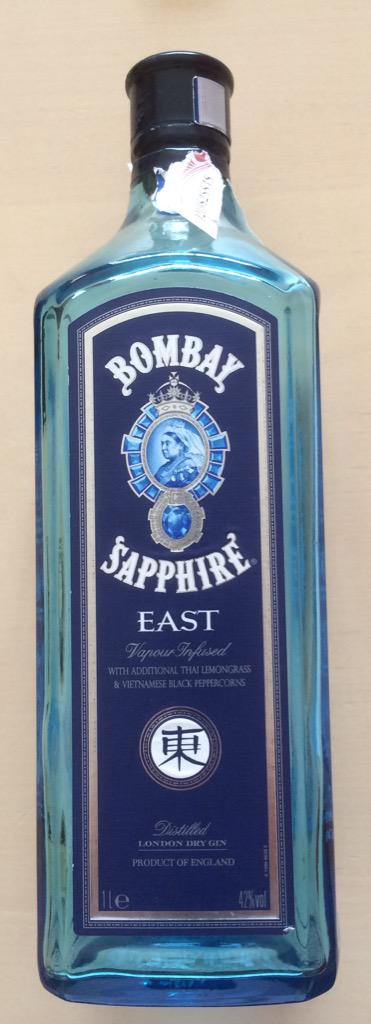 BOMBAY
SAPPHIRE®
EAST
Vapour Infused
WITH ADDITIONAL THAI LEMONGRASS
& VIETNAMESE BLACK PEPPERCORNS
東
Distilled
LONDON DRY GIN
PRODUCT OF ENGLAND
1L℮ 42%vol